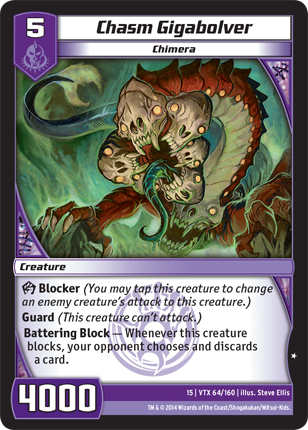 5
Chasm Gigabolver
Chimera
Creature
Blocker (You may tap this creature to change
an enemy creature's attack to this creature.)
Guard (This creature can't attack.)
Battering Block — Whenever this creature
blocks, your opponent chooses and discards
a card.
4000
15 | VTX 64/160 | illus. Steve Ellis
TM & © 2014 Wizards of the Coast/Shogakukan/Mitsui-Kids.